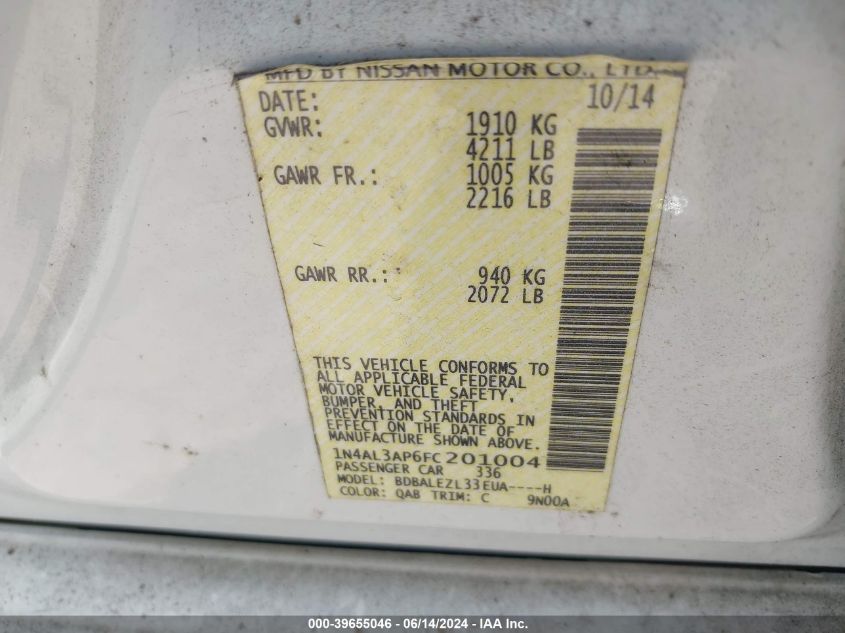 MFD BY NISSAN MOTOR CO., LTD.
DATE: 10/14
GVWR: 1910 KG
4211 LB
GAWR FR.: 1005 KG
2216 LB
GAWR RR.: 940 KG
2072 LB
THIS VEHICLE CONFORMS TO
ALL APPLICABLE FEDERAL
MOTOR VEHICLE SAFETY,
BUMPER, AND THEFT
PREVENTION STANDARDS IN
EFFECT ON THE DATE OF
MANUFACTURE SHOWN ABOVE.
1N4AL3AP6FC201004
PASSENGER CAR 336
MODEL: BDBALEZL33EUA----H
COLOR: QAB TRIM: C 9N00A
000-39655046 - 06/14/2024 - IAAI.COM